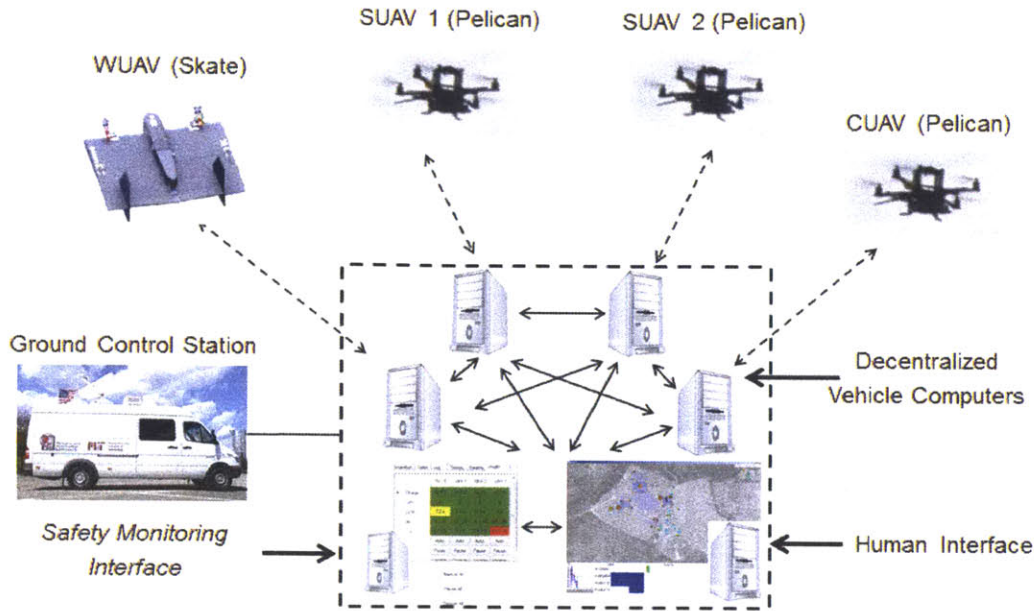 SUAV 1 (Pelican)
SUAV 2 (Pelican)
WUAV (Skate)
CUAV (Pelican)
Ground Control Station
Decentralized
Vehicle Computers
Safety Monitoring
Interface
Human Interface